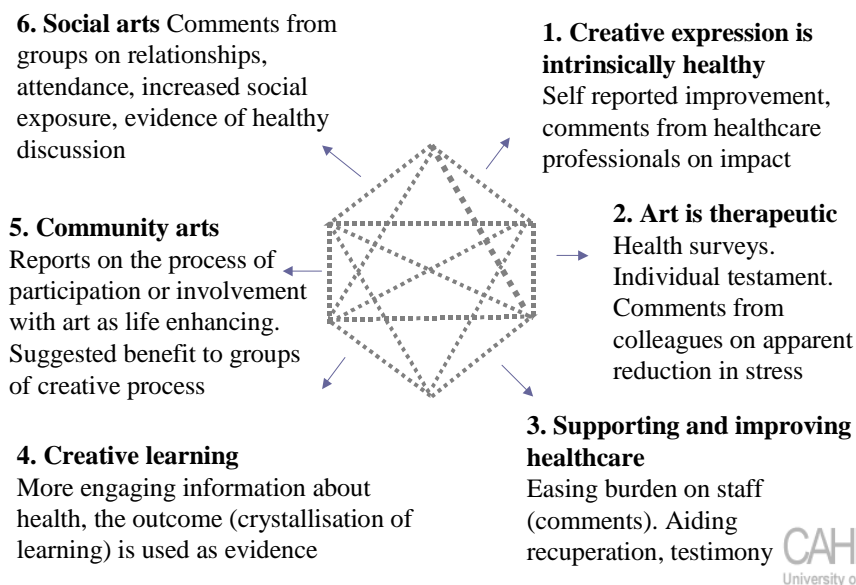 6. Social arts Comments from
groups on relationships,
attendance, increased social
exposure, evidence of healthy
discussion
1. Creative expression is
intrinsically healthy
Self reported improvement,
comments from healthcare
professionals on impact
2. Art is therapeutic
Health surveys.
Individual testament.
Comments from
colleagues on apparent
reduction in stress
5. Community arts
Reports on the process of
participation or involvement
with art as life enhancing.
Suggested benefit to groups
of creative process
3. Supporting and improving
healthcare
Easing burden on staff
(comments). Aiding
recuperation, testimony
4. Creative learning
More engaging information about
health, the outcome (crystallisation of
learning) is used as evidence
CAH
University